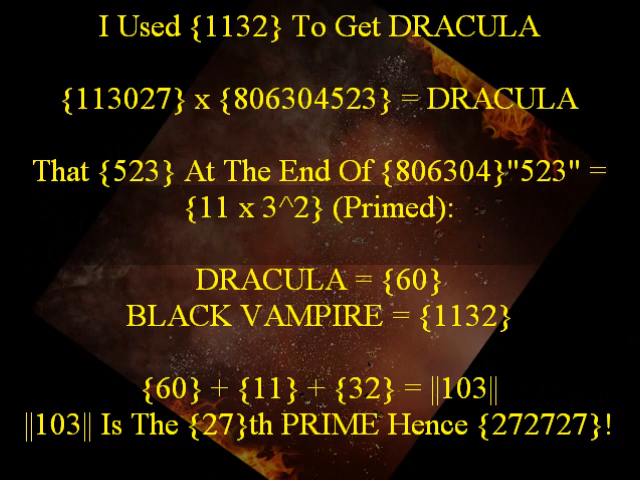 I Used {1132} To Get DRACULA
{113027} x {806304523} = DRACULA
That {523} At The End Of {806304}"523" =
{11 x 3^2} (Primed):
DRACULA = {60}
BLACK VAMPIRE = {1132}
{60} + {11} + {32} = ||103||
||103|| Is The {27}th PRIME Hence {272727}!